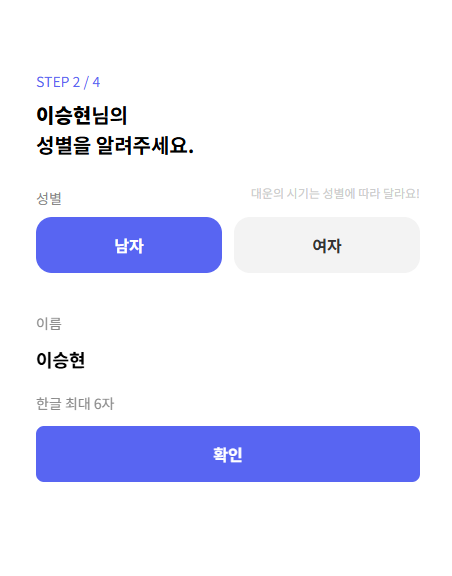 STEP 2 / 4
이승현님의
성별을 알려주세요.
성별
대운의 시기는 성별에 따라 달라요!
남자
여자
이름
이승현
한글 최대 6자
확인